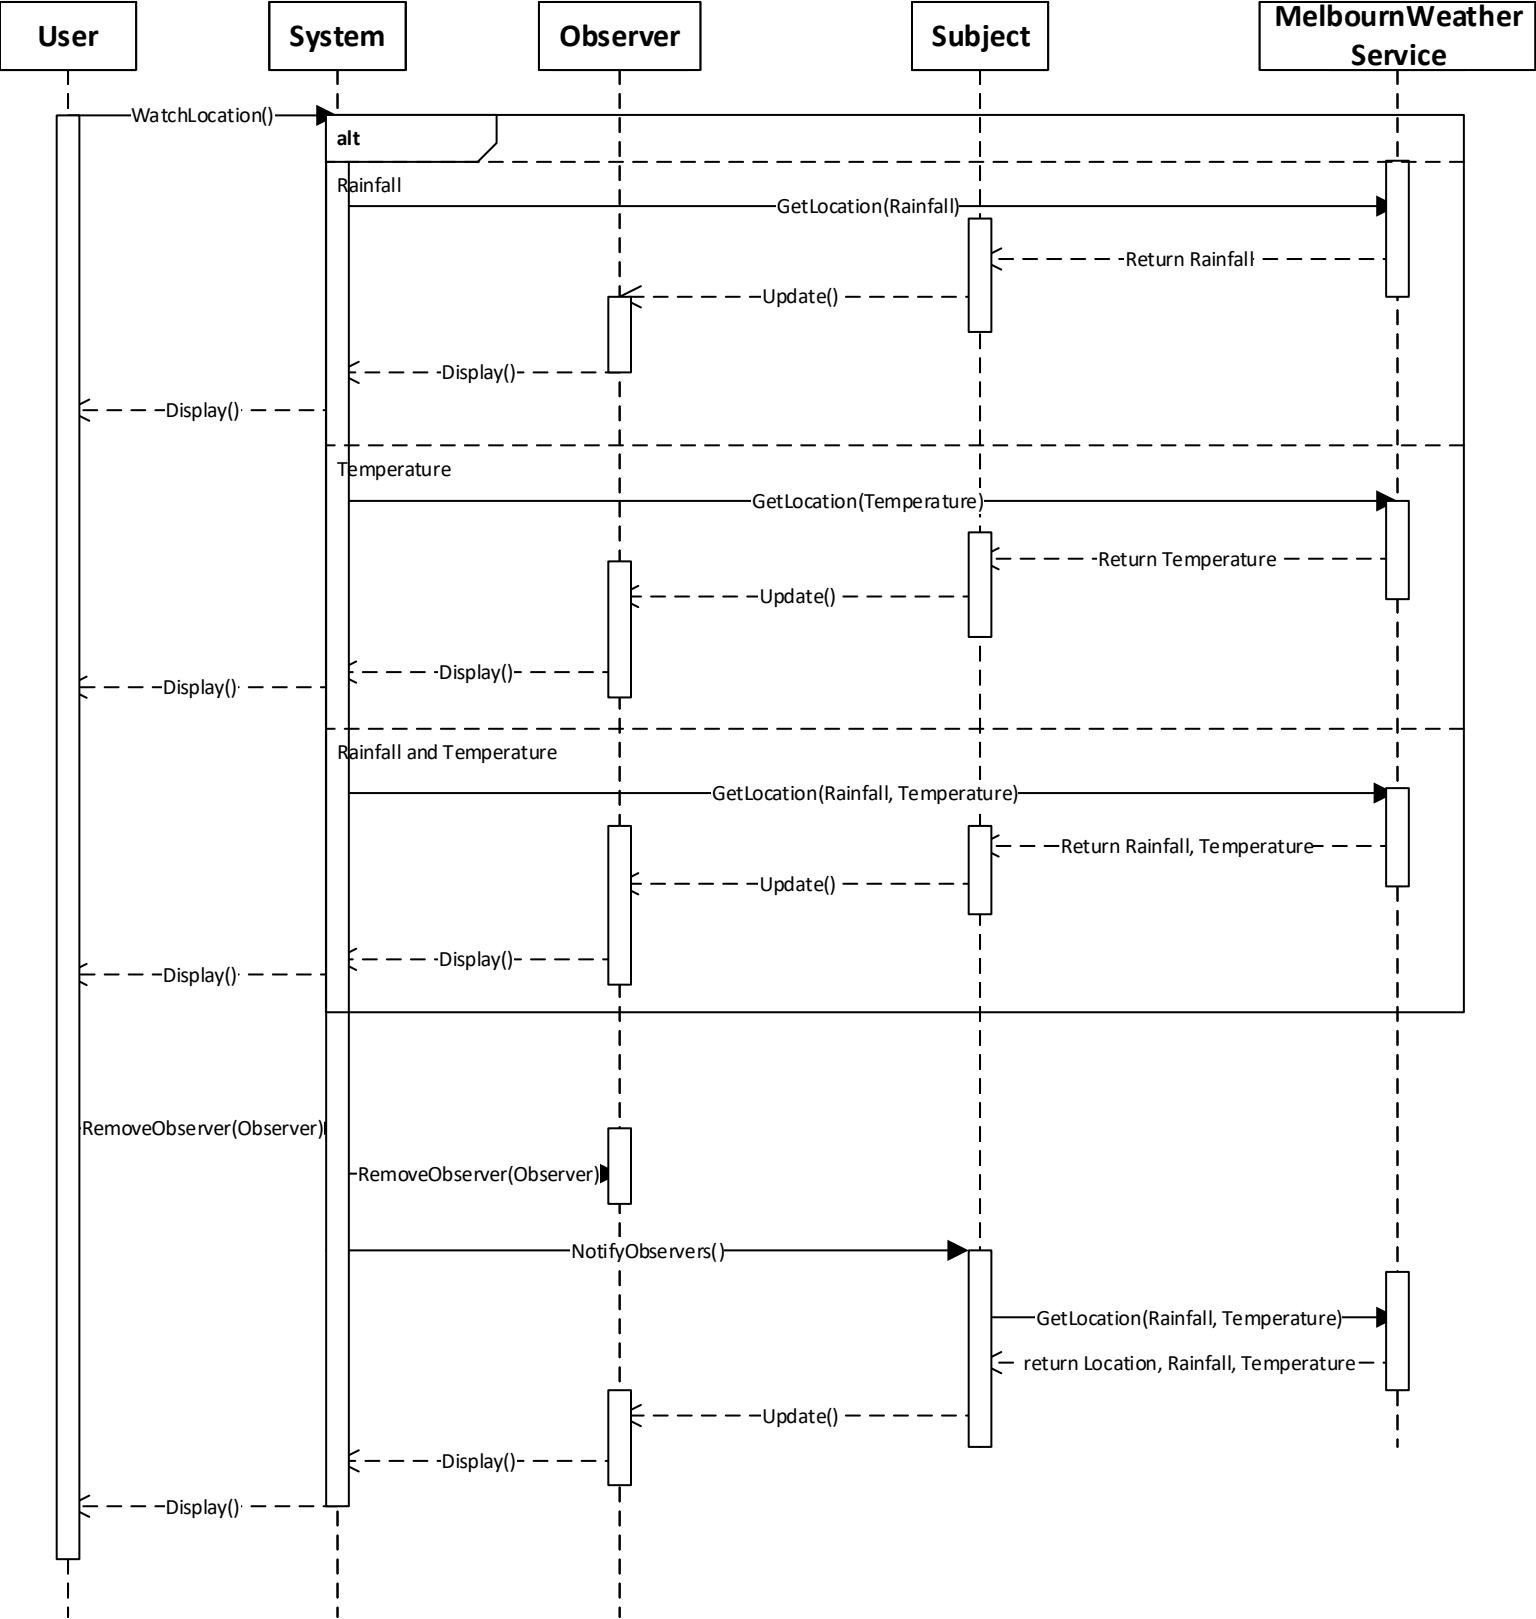 User
System
Observer
Subject
MelbournWeather
Service
WatchLocation()
alt
Rainfall
GetLocation(Rainfall)
Return Rainfall
Update()
Display()
Display()
Temperature
GetLocation(Temperature)
Return Temperature
Update()
Display()
Display()
Rainfall and Temperature
GetLocation(Rainfall, Temperature)
Return Rainfall, Temperature
Update()
Display()
Display()
RemoveObserver(Observer)
RemoveObserver(Observer)
NotifyObservers()
GetLocation(Rainfall, Temperature)
return Location, Rainfall, Temperature
Update()
Display()
Display()